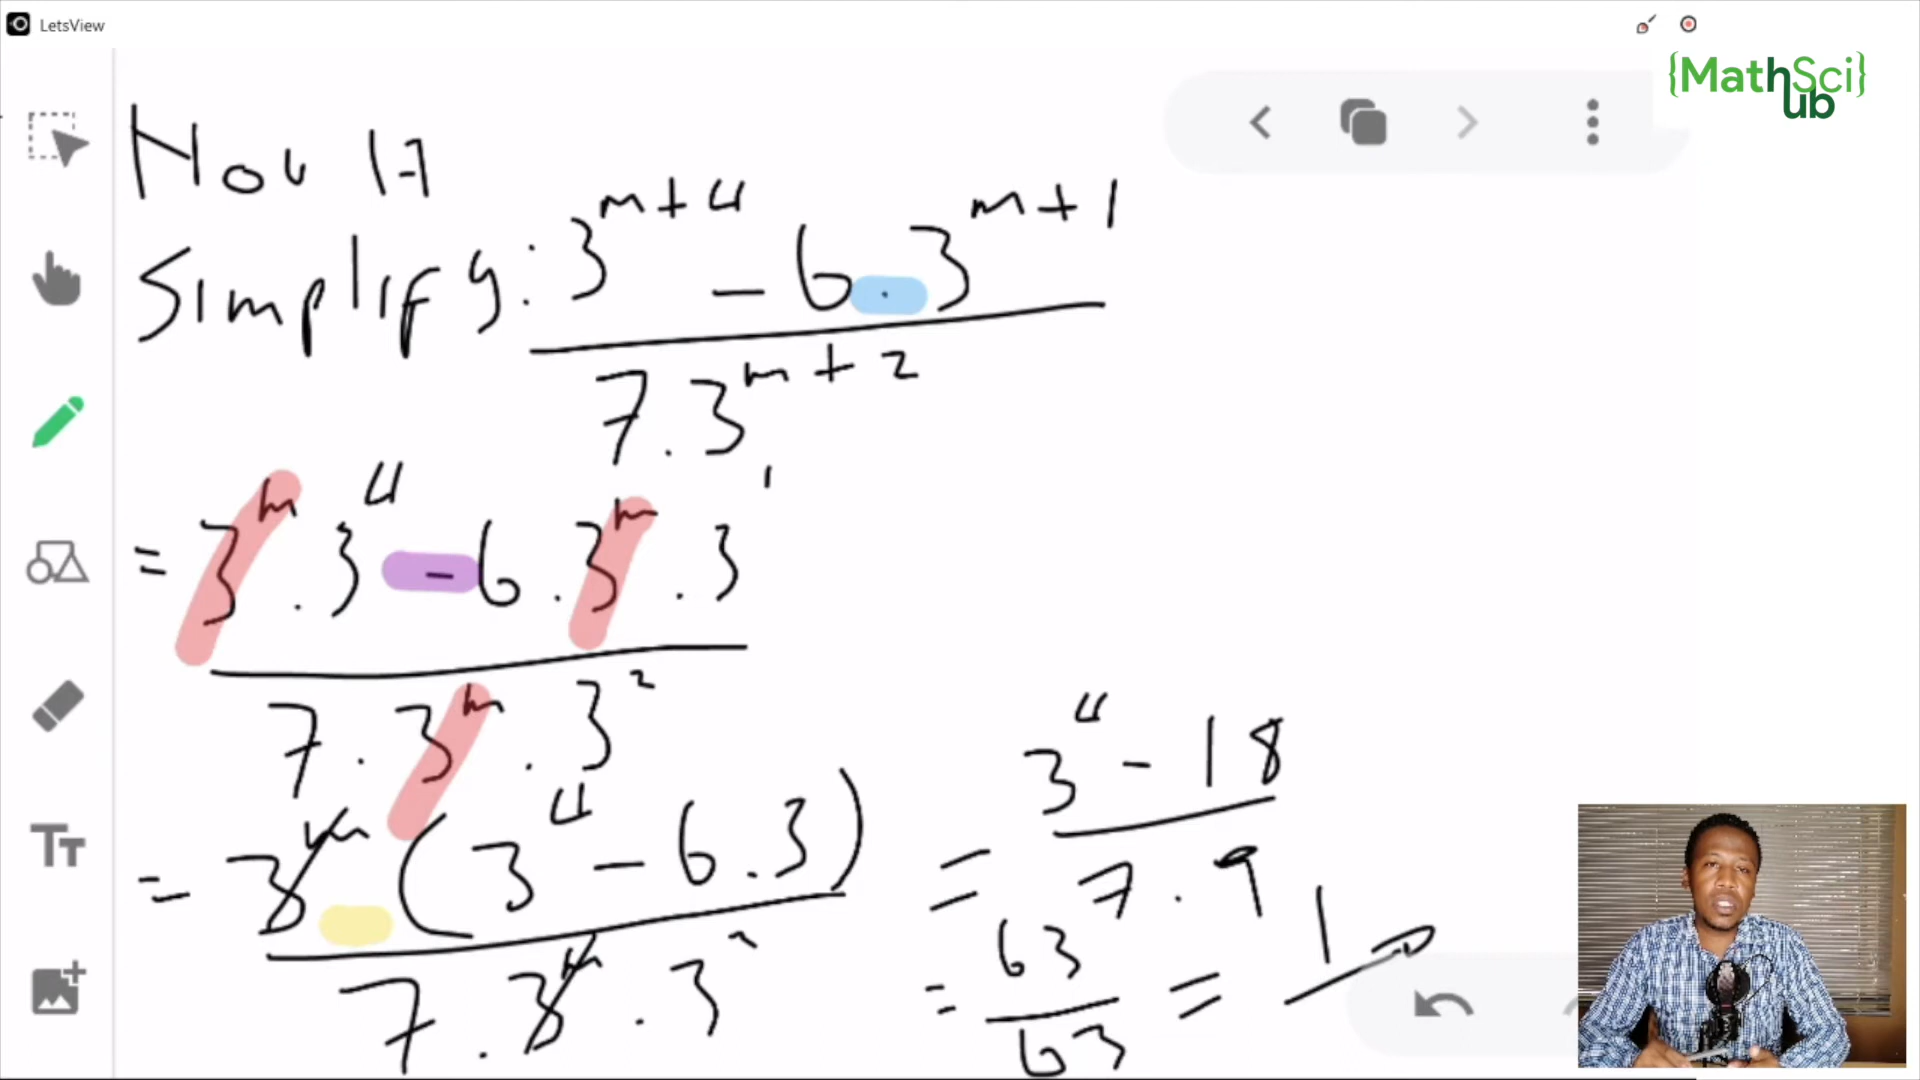 LetsView
{MathSci}
Hub
Nov 17
Simplify: 3^{m+4} - 6.3^{m+1}
7.3^{m+2}
= 3^m . 3^4 - 6 . 3^m . 3^1
7 . 3^m . 3^2
= 3^m (3^4 - 6.3)
7 . 3^m . 3^2
= 3^4 - 18
7 . 9
= 63
63
= 1
Tт